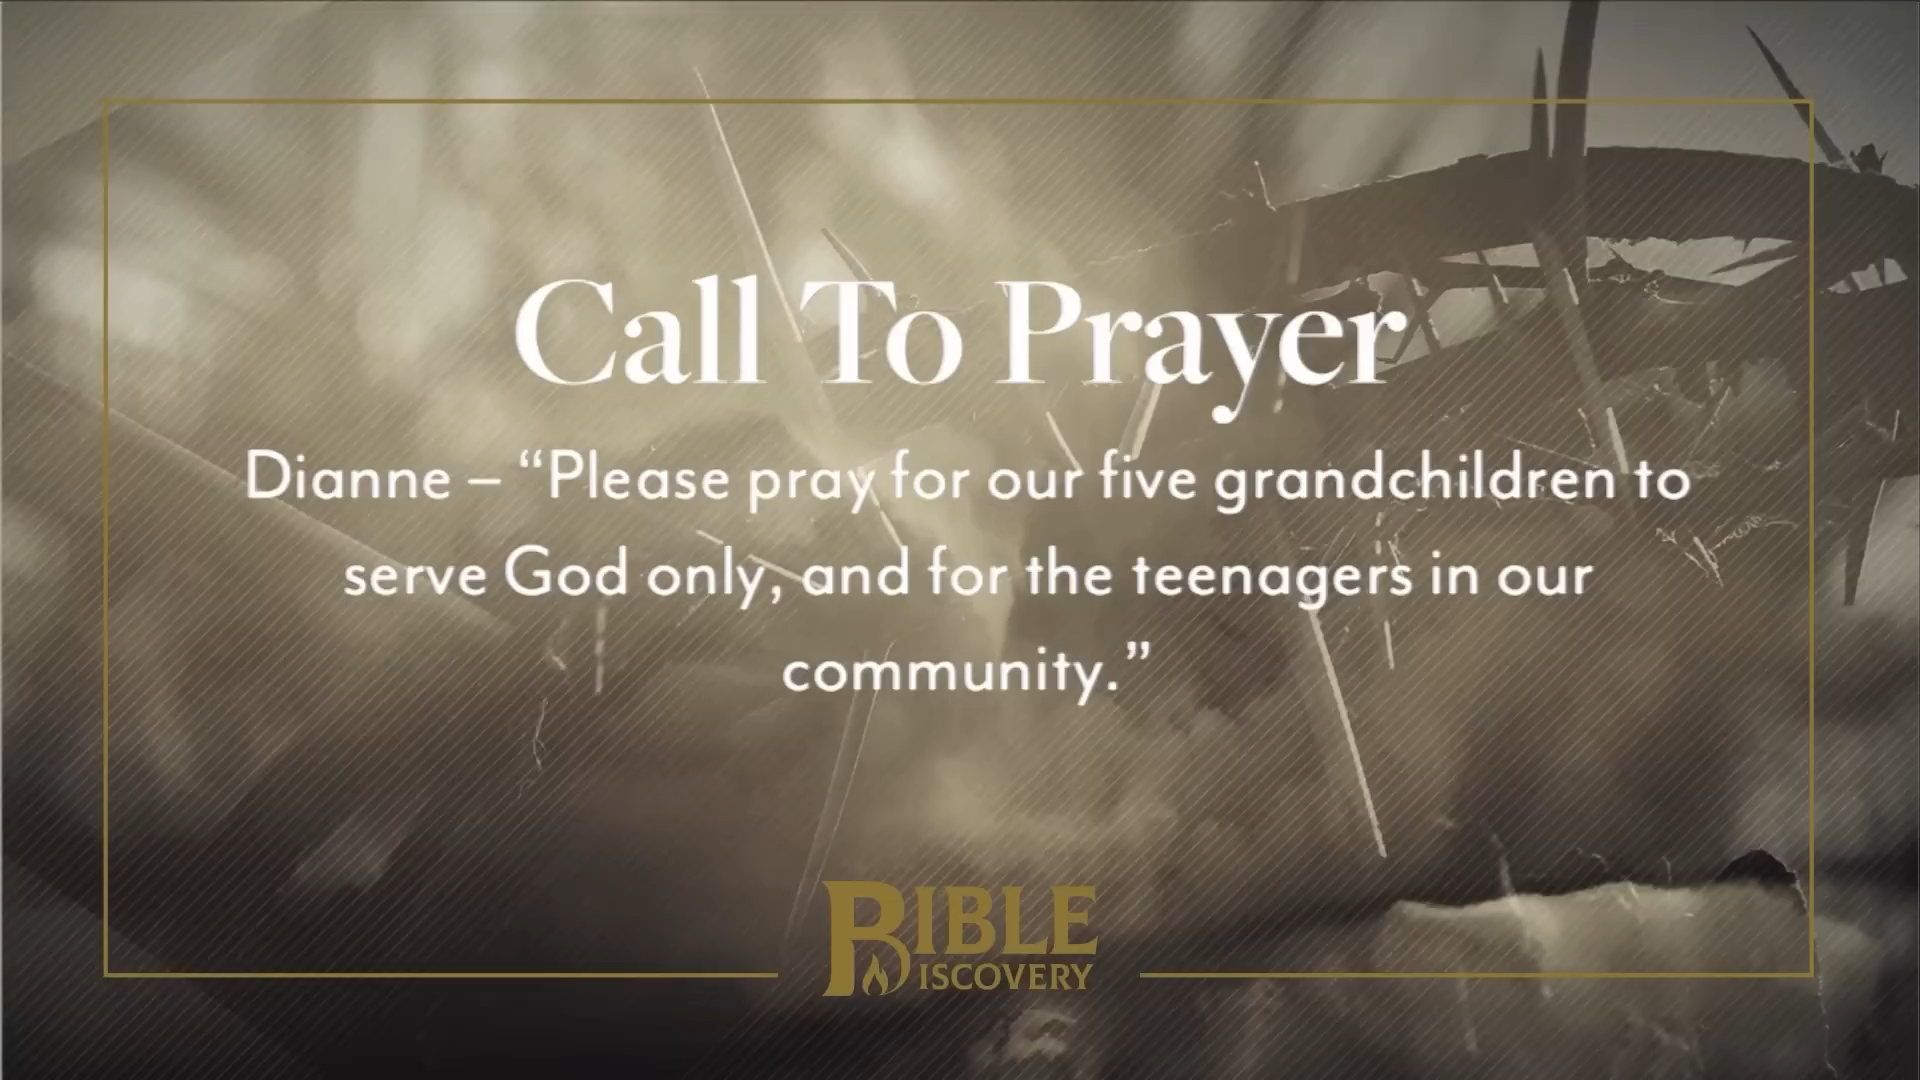 Call To Prayer
Dianne – “Please pray for our five grandchildren to
serve God only, and for the teenagers in our
community.”
BIBLE
DISCOVERY